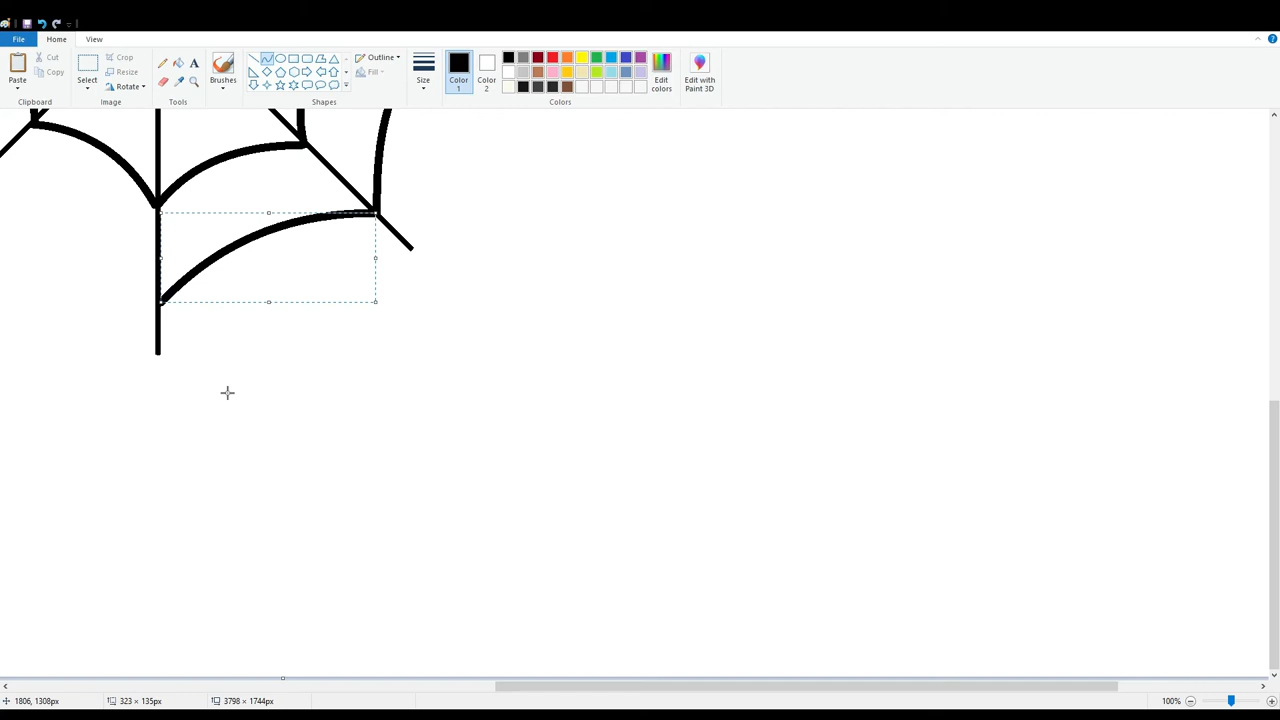 File Home View
Cut
Copy
Paste
Clipboard
Crop
Resize
Rotate
Select
Image
A
Tools
Brushes
Outline
Fill
Shapes
Size
Color 1
Color 2
Edit colors
Colors
Edit with Paint 3D
1806, 1308px 323 × 135px 3798 × 1744px 100%